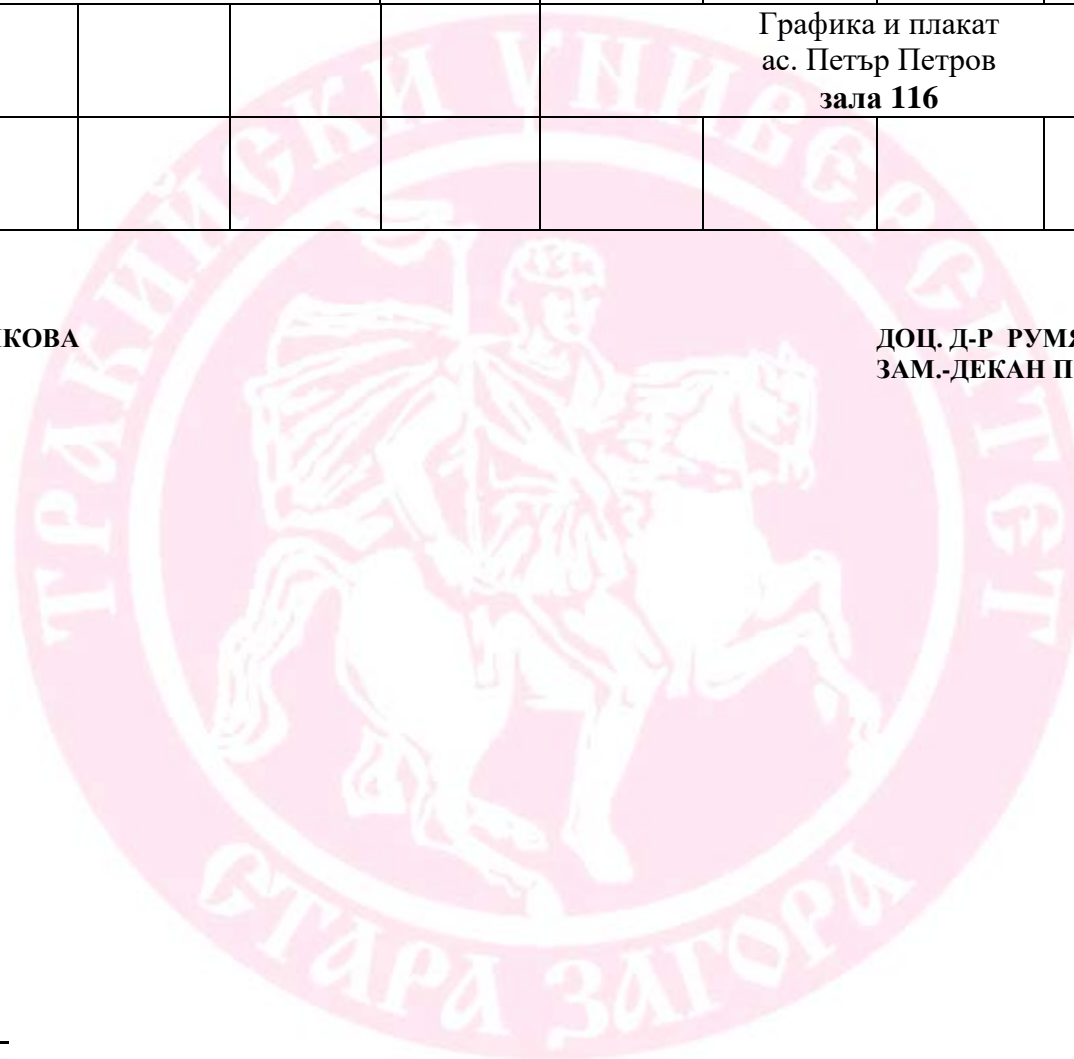 Графика и плакат
ас. Петър Петров
зала 116
КОВА
ДОЦ. Д-Р РУМЯ
ЗАМ.-ДЕКАН П
ТРАКИЙСКИ УНИВЕРСИТЕТ
СТАРА ЗАГОРА